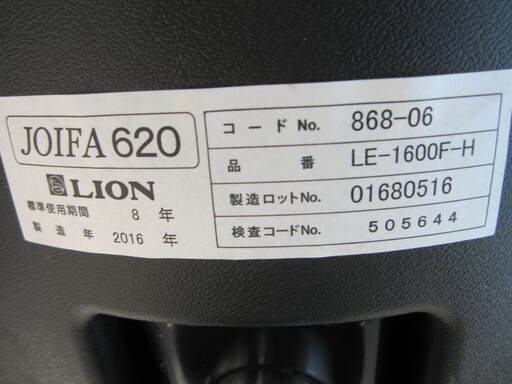 JOIFA 620
LION
標準使用期間 8 年
製造年 2016 年
コードNo. 868-06
品番 LE-1600F-H
製造ロットNo. 01680516
検査コードNo. 505644